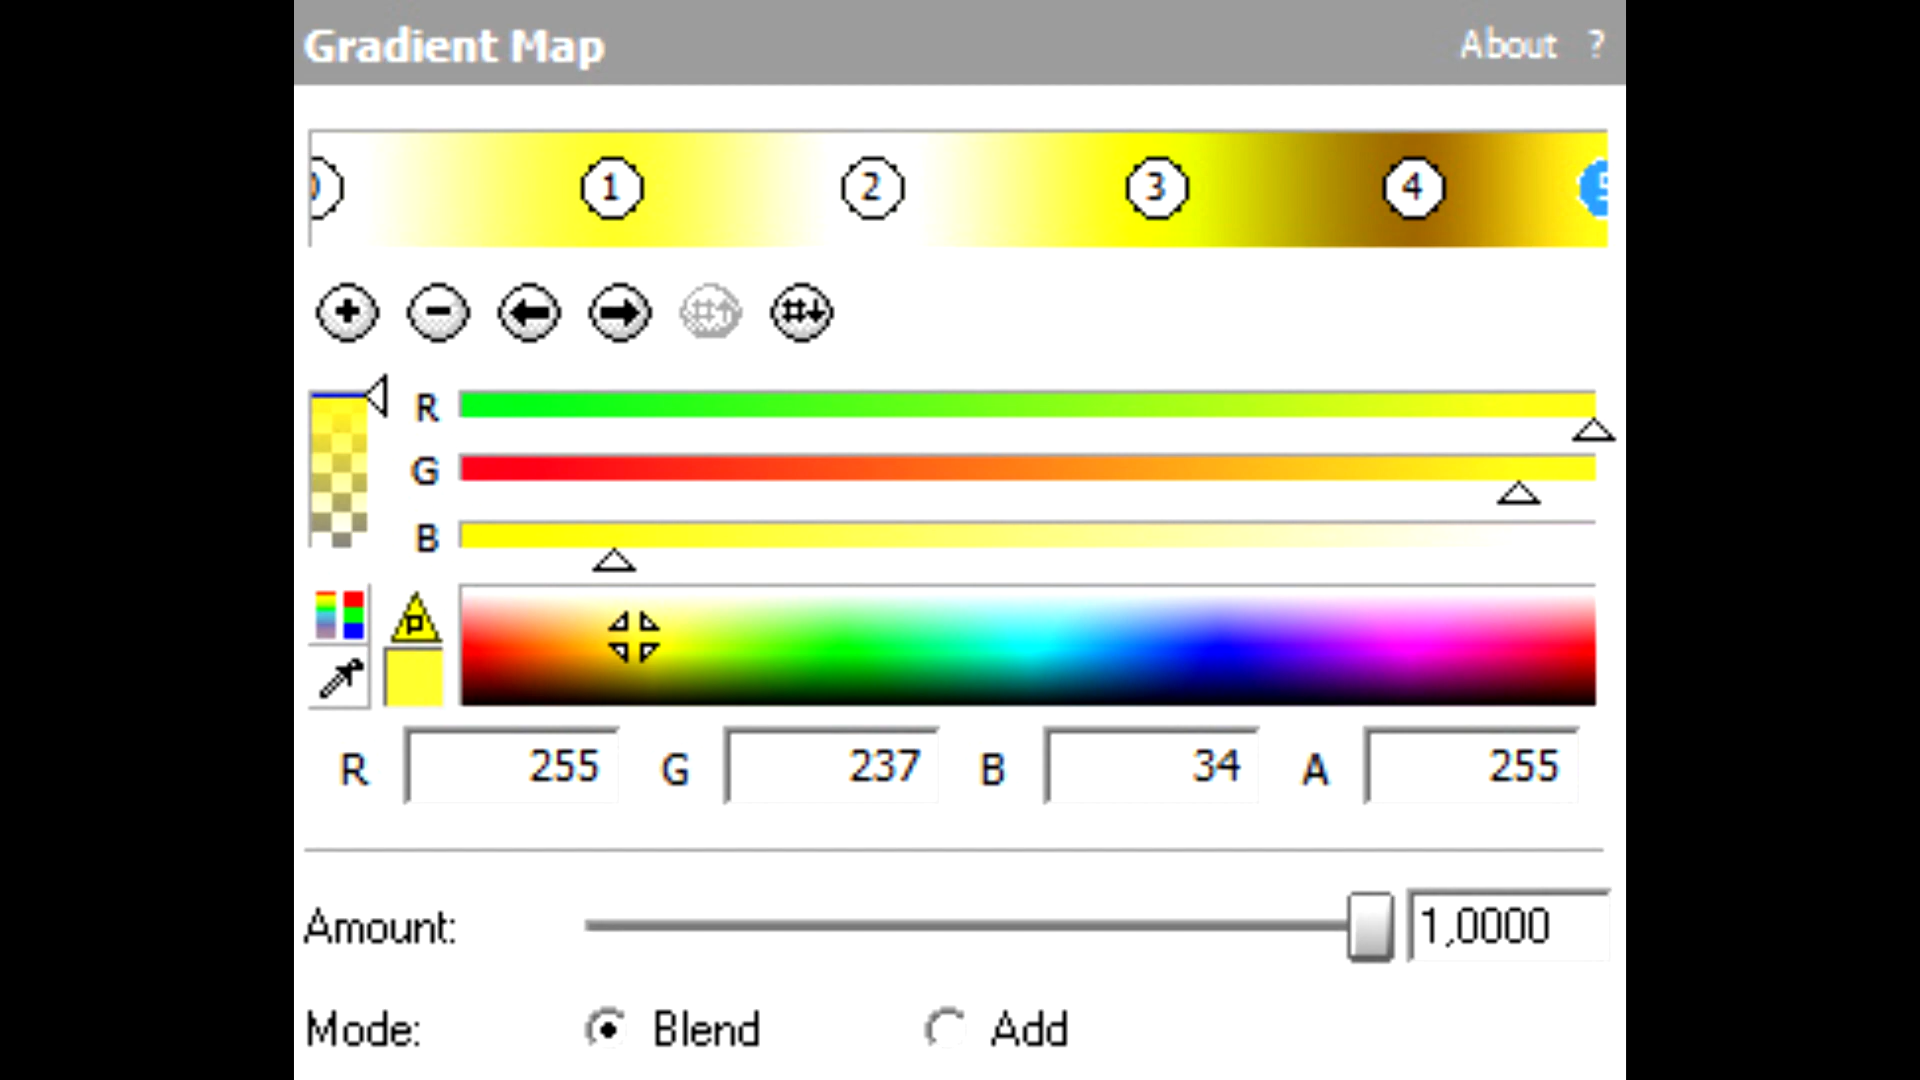 Gradient Map About ?
1 2 3 4
R
G
B
P
R 255 G 237 B 34 A 255
Amount: 1,0000
Mode: Blend Add